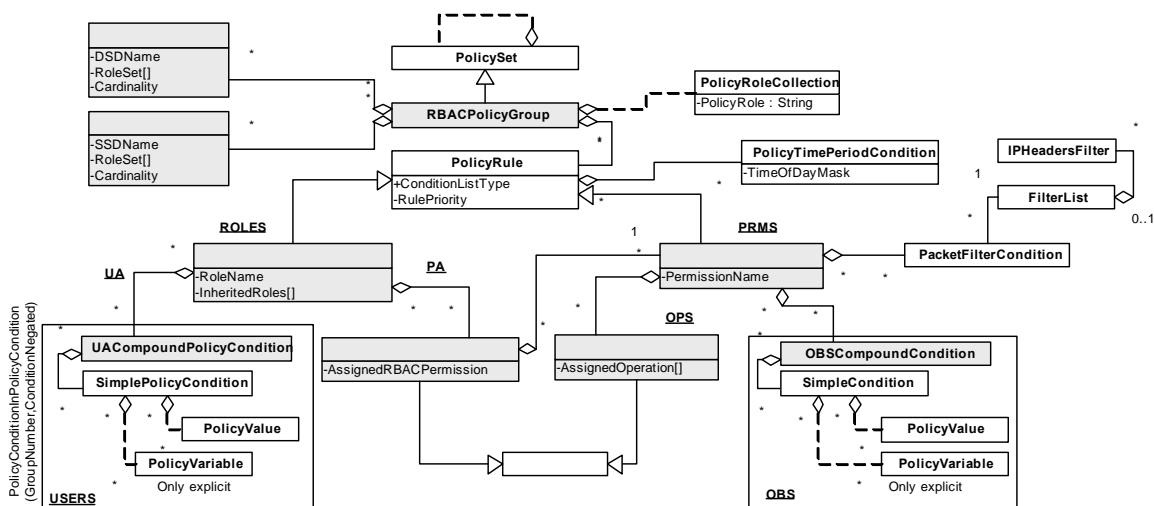 PolicySet
-DSDName
-RoleSet[]
-Cardinality
*
*
*
PolicyRoleCollection
-PolicyRole : String
RBACPolicyGroup
-SSDName
-RoleSet[]
-Cardinality
*
*
PolicyRule
+ConditionListType
-RulePriority
PolicyTimePeriodCondition
-TimeOfDayMask
*
*
IPHeadersFilter
*
1
FilterList
0..1
*
ROLES
*
-RoleName
-InheritedRoles[]
UA
*
PA
*
*
1
*
PRMS
-PermissionName
*
*
PacketFilterCondition
OPS
*
*
*
*
UACompoundPolicyCondition
*
SimplePolicyCondition
*
*
*
PolicyValue
*
PolicyVariable
*
Only explicit
USERS
PolicyConditionInPolicyCondition
(GroupNumber,ConditionNegated)
-AssignedRBACPermission
*
-AssignedOperation[]
*
OBSCompoundCondition
SimpleCondition
*
*
*
PolicyValue
*
PolicyVariable
*
Only explicit
OBS